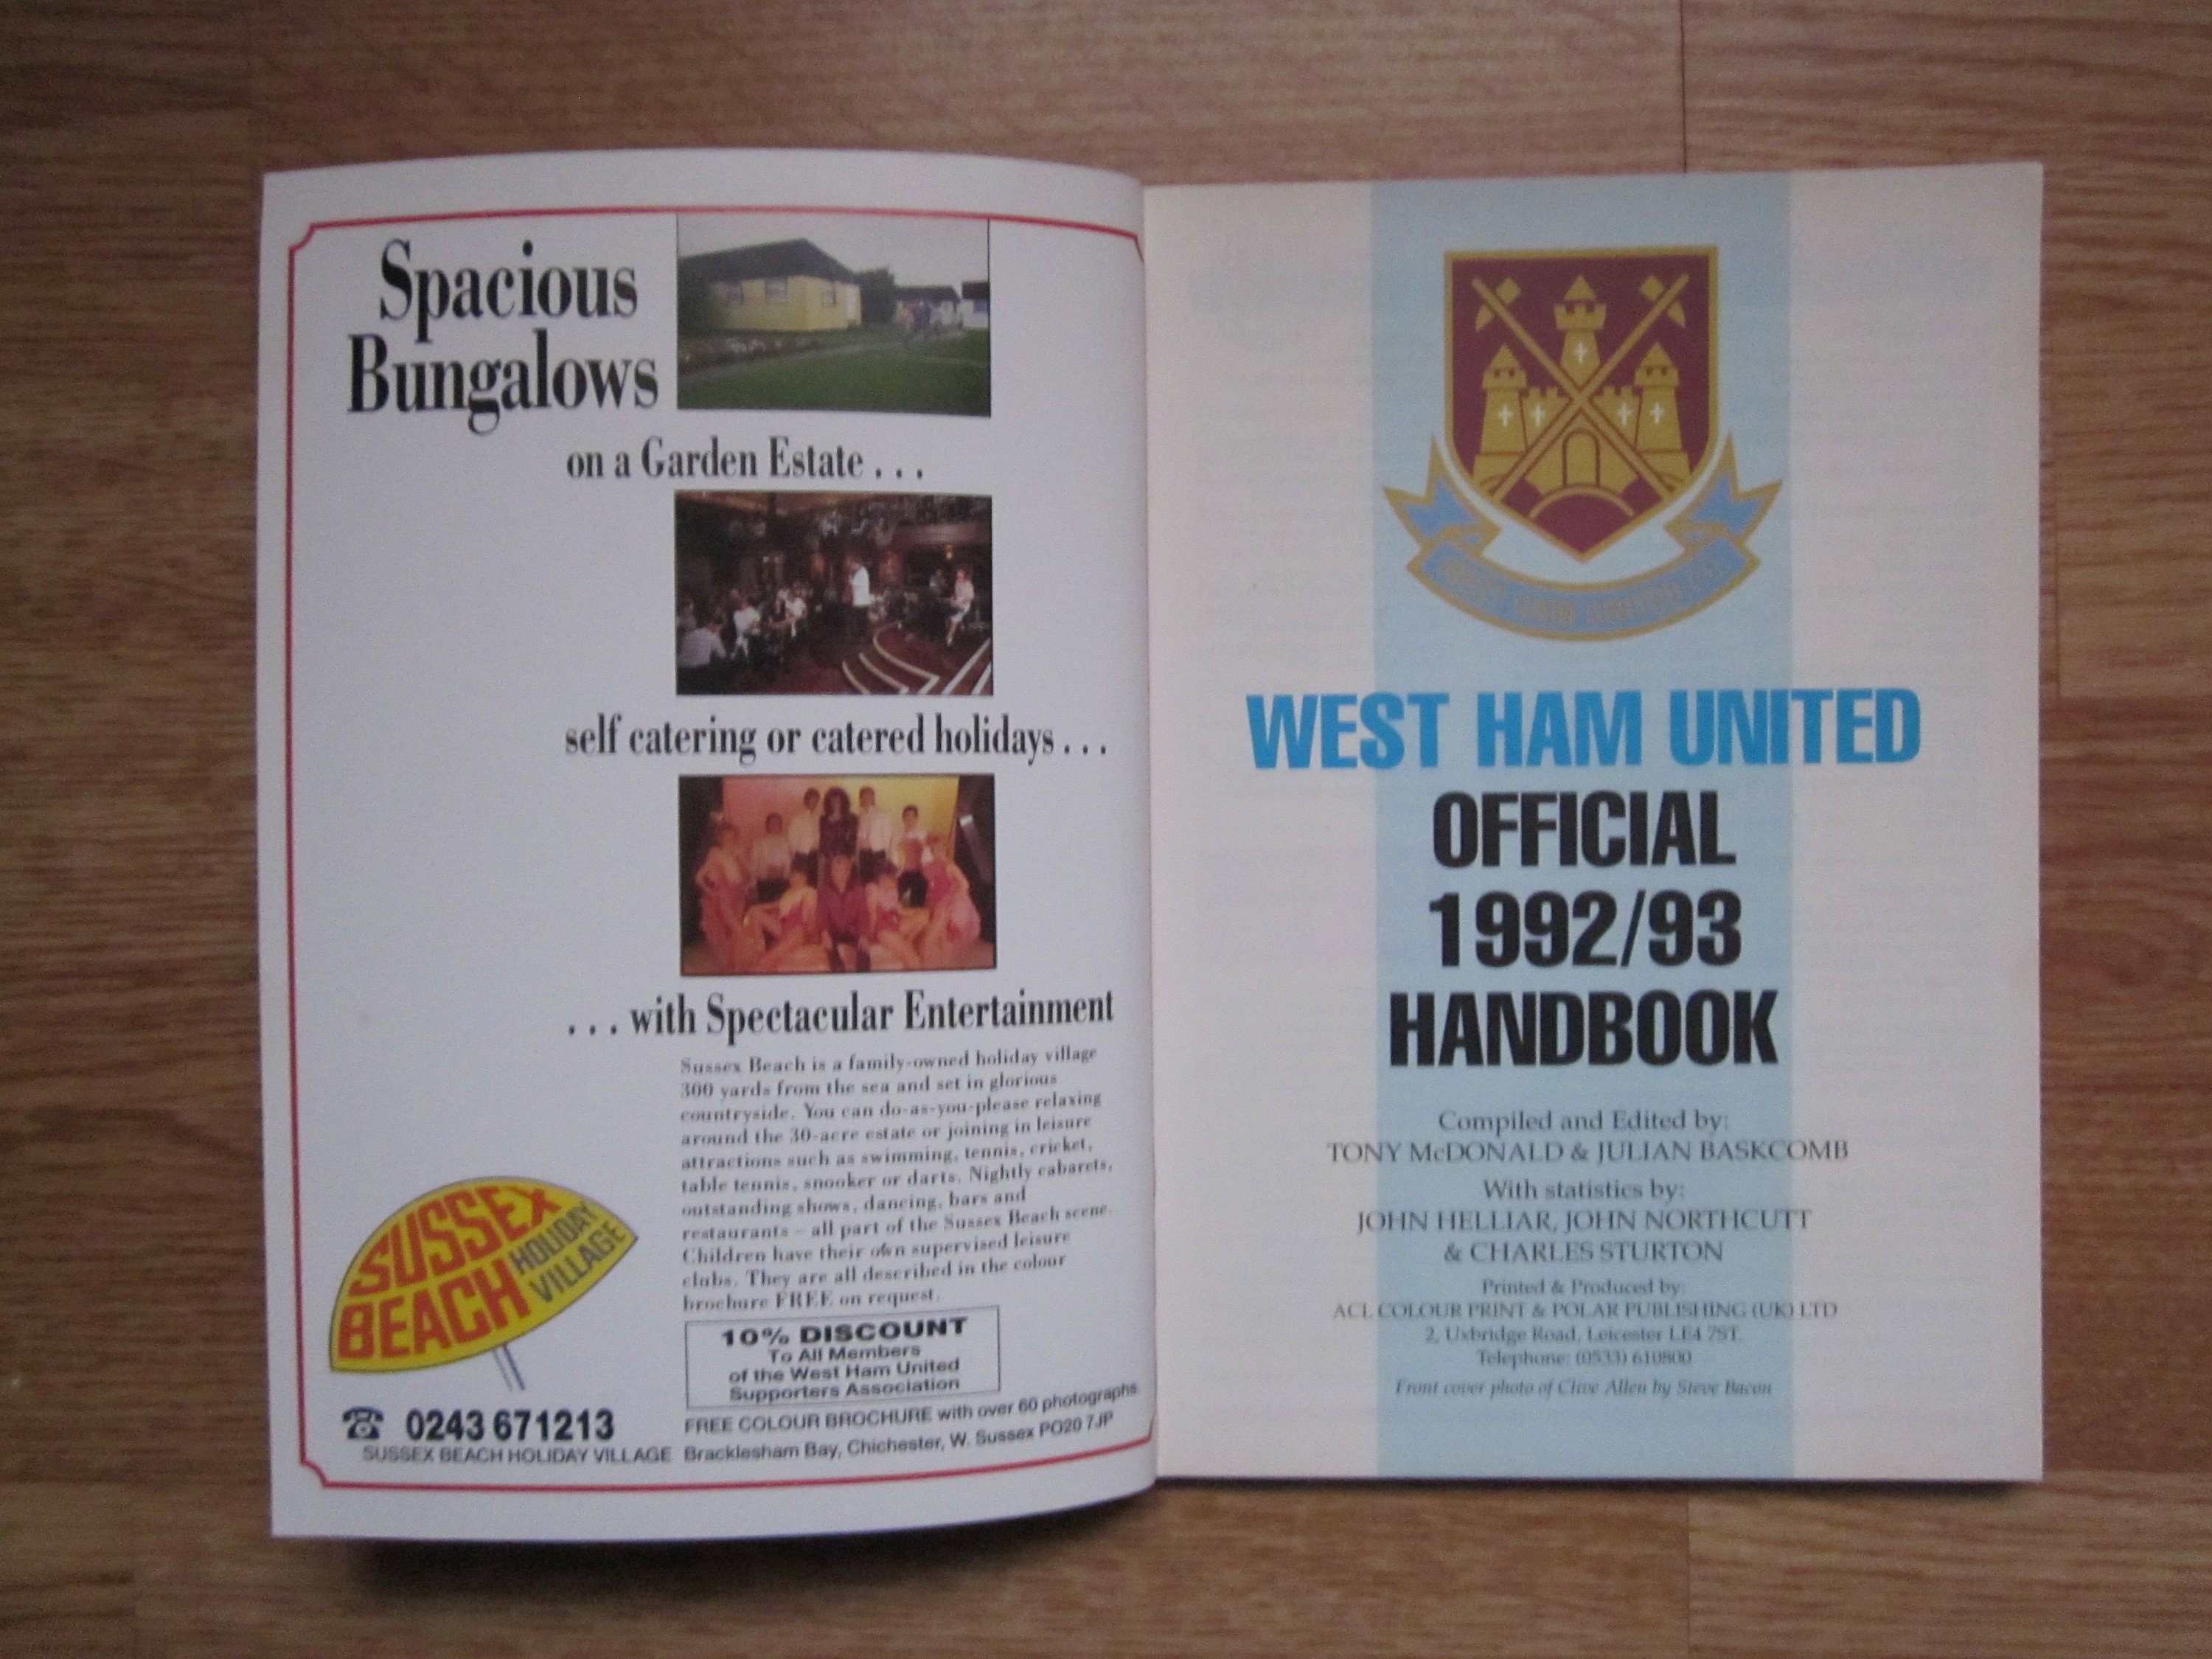 Spacious
Bungalows
on a Garden Estate . . .
self catering or catered holidays . . .
. . . with Spectacular Entertainment
Sussex Beach is a family-owned holiday village
300 yards from the sea and set in glorious
countryside. You can do-as-you-please relaxing
around the 30-acre estate or joining in leisure
attractions such as swimming, tennis, cricket,
table tennis, snooker or darts. Nightly cabarets,
outstanding shows, dancing, bars and
restaurants – all part of the Sussex Beach scene.
Children have their own supervised leisure
clubs. They are all described in the colour
brochure FREE on request.
SUSSEX
BEACH
HOLIDAY
VILLAGE
10% DISCOUNT
To All Members
of the West Ham United
Supporters Association
☎ 0243 671213
FREE COLOUR BROCHURE with over 60 photographs
SUSSEX BEACH HOLIDAY VILLAGE Bracklesham Bay, Chichester, W. Sussex PO20 7JP
WEST HAM UNITED F.C.
WEST HAM UNITED
OFFICIAL
1992/93
HANDBOOK
Compiled and Edited by:
TONY McDONALD & JULIAN BASKCOMB
With statistics by:
JOHN HELLIAR, JOHN NORTHCUTT
& CHARLES STURTON
Printed & Produced by:
ACL COLOUR PRINT & POLAR PUBLISHING (UK) LTD
2, Uxbridge Road, Leicester LE4 7ST.
Telephone: (0533) 610800
Front cover photo of Clive Allen by Steve Bacon